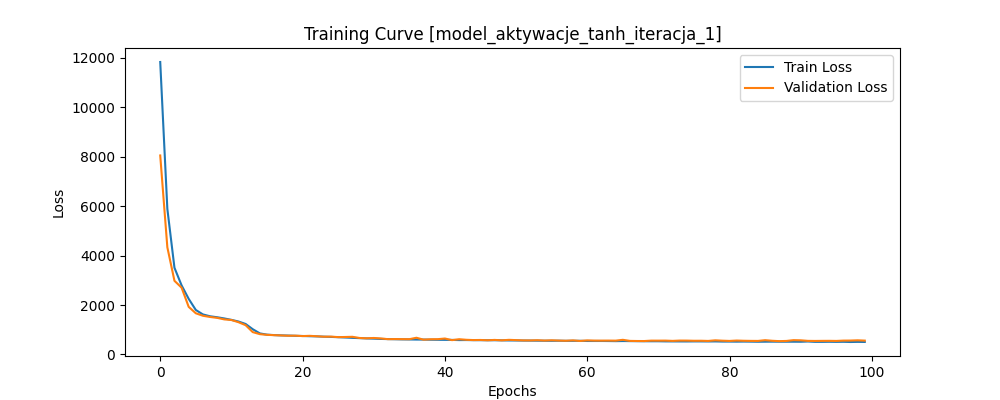 Training Curve [model_aktywacje_tanh_iteracja_1]
Train Loss
Validation Loss
12000
10000
8000
6000
4000
2000
0
Loss
0 20 40 60 80 100
Epochs